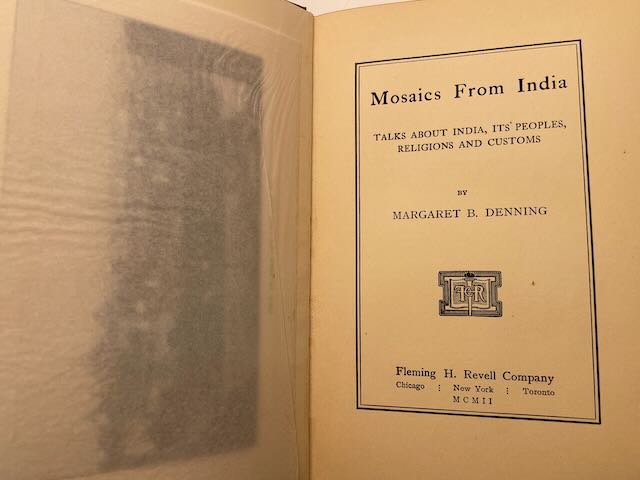 Mosaics From India
TALKS ABOUT INDIA, ITS' PEOPLES,
RELIGIONS AND CUSTOMS
BY
MARGARET B. DENNING
F H R
Fleming H. Revell Company
Chicago : New York : Toronto
MCMII